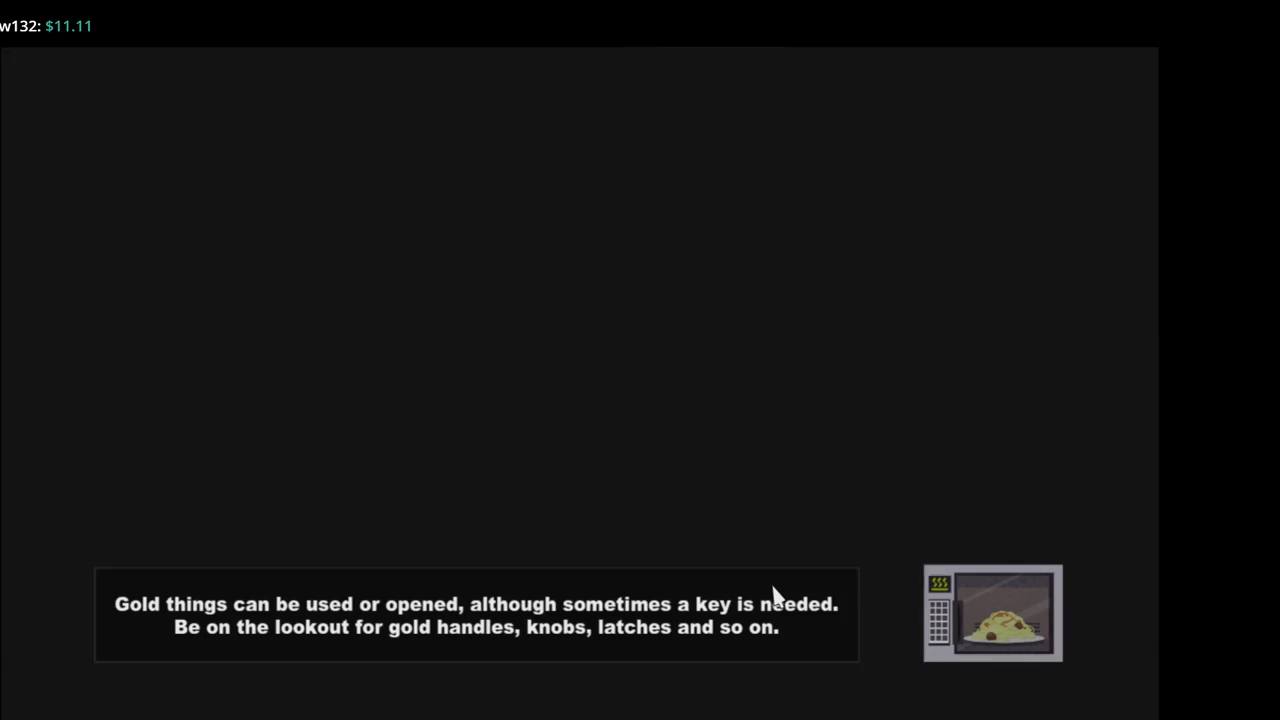 w132: $11.11
Gold things can be used or opened, although sometimes a key is needed.
Be on the lookout for gold handles, knobs, latches and so on.